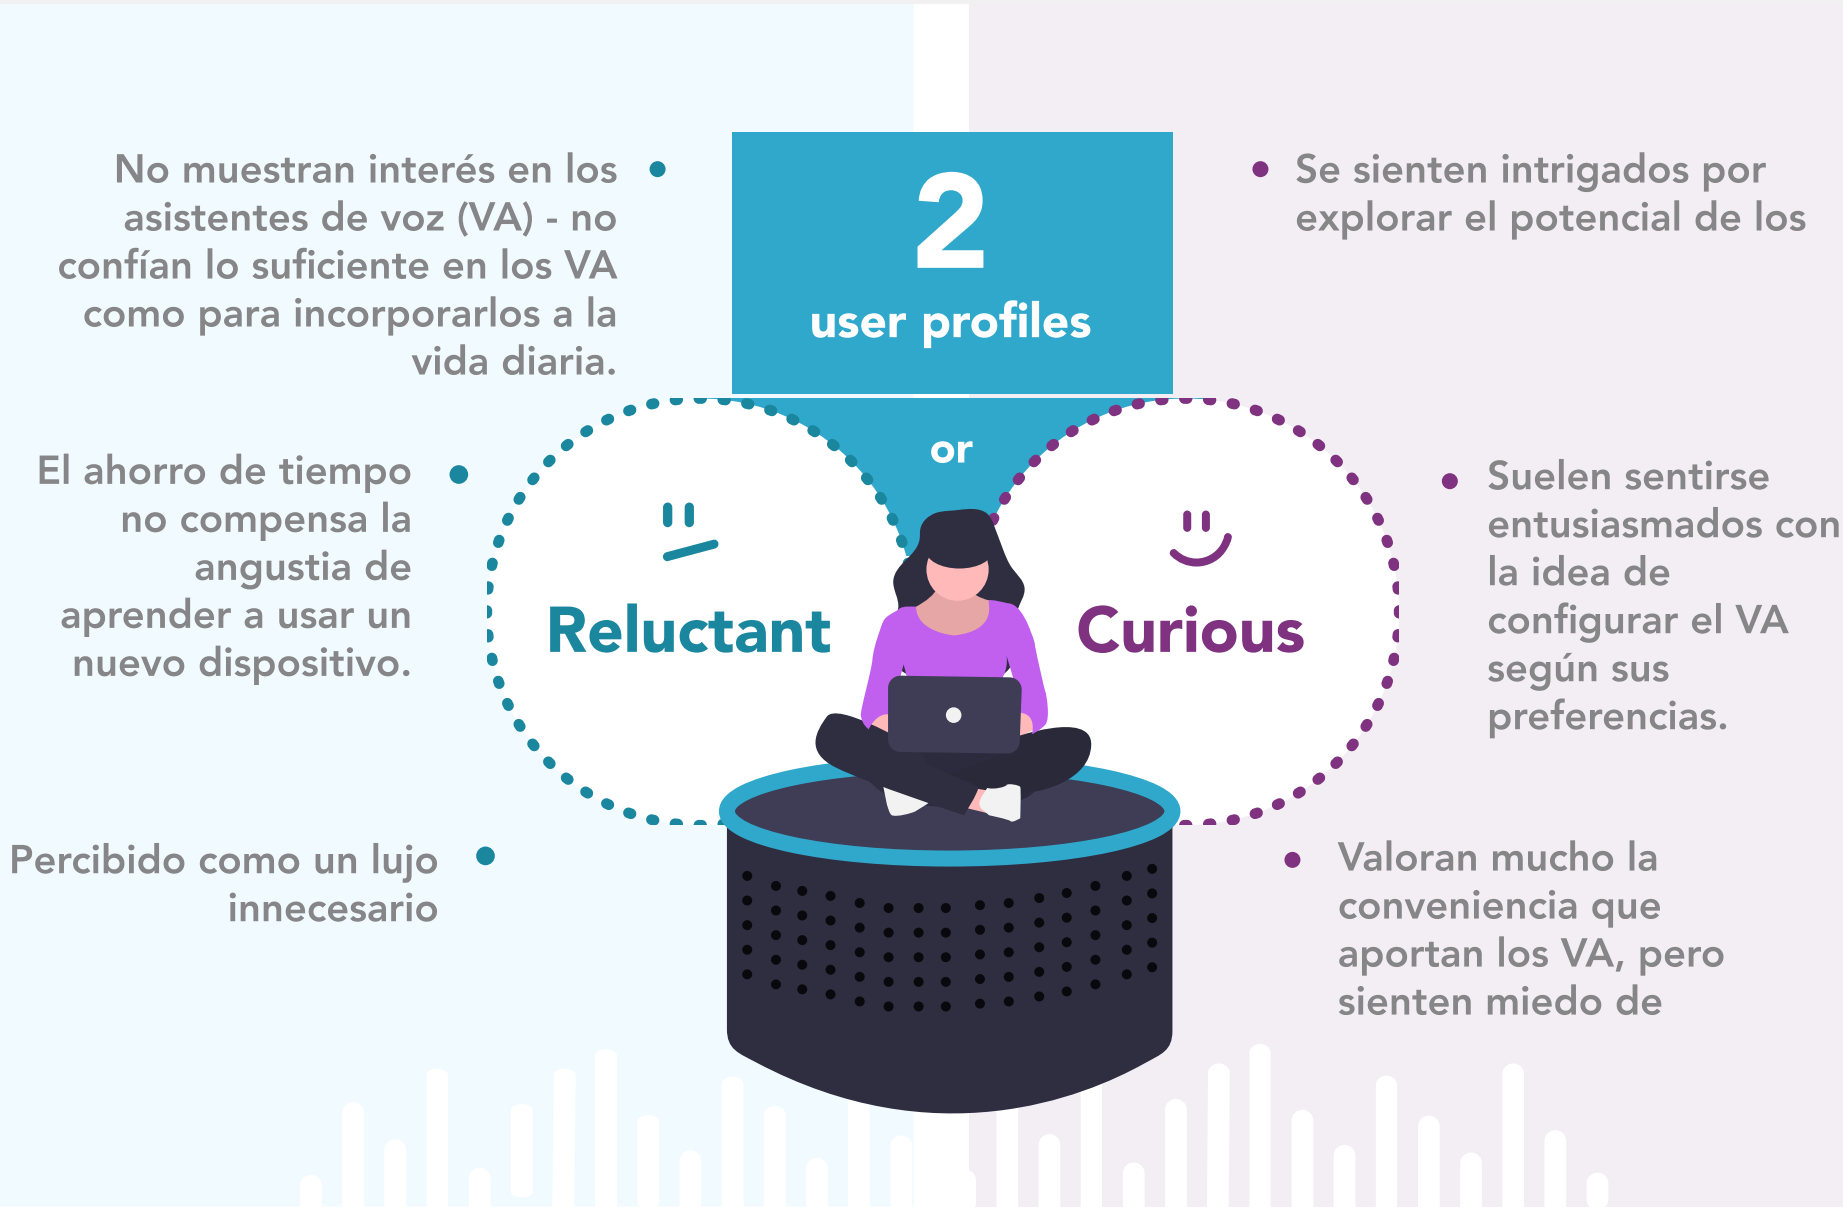 2
user profiles
or
No muestran interés en los
asistentes de voz (VA) - no
confían lo suficiente en los VA
como para incorporarlos a la
vida diaria.
El ahorro de tiempo
no compensa la
angustia de
aprender a usar un
nuevo dispositivo.
Percibido como un lujo
innecesario
Reluctant
Curious
Se sienten intrigados por
explorar el potencial de los
Suelen sentirse
entusiasmados con
la idea de
configurar el VA
según sus
preferencias.
Valoran mucho la
conveniencia que
aportan los VA, pero
sienten miedo de